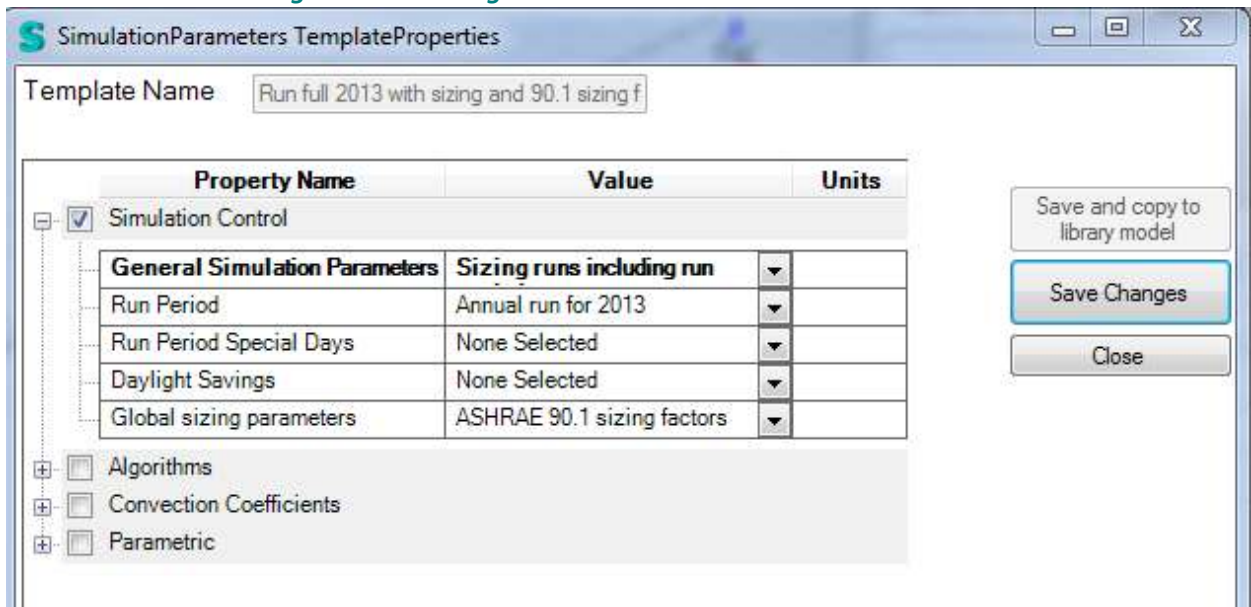 SimulationParameters TemplateProperties
Template Name Run full 2013 with sizing and 90.1 sizing f
Property Name Value Units
Simulation Control
General Simulation Parameters Sizing runs including run
Run Period Annual run for 2013
Run Period Special Days None Selected
Daylight Savings None Selected
Global sizing parameters ASHRAE 90.1 sizing factors
Algorithms
Convection Coefficients
Parametric
Save and copy to
library model
Save Changes
Close